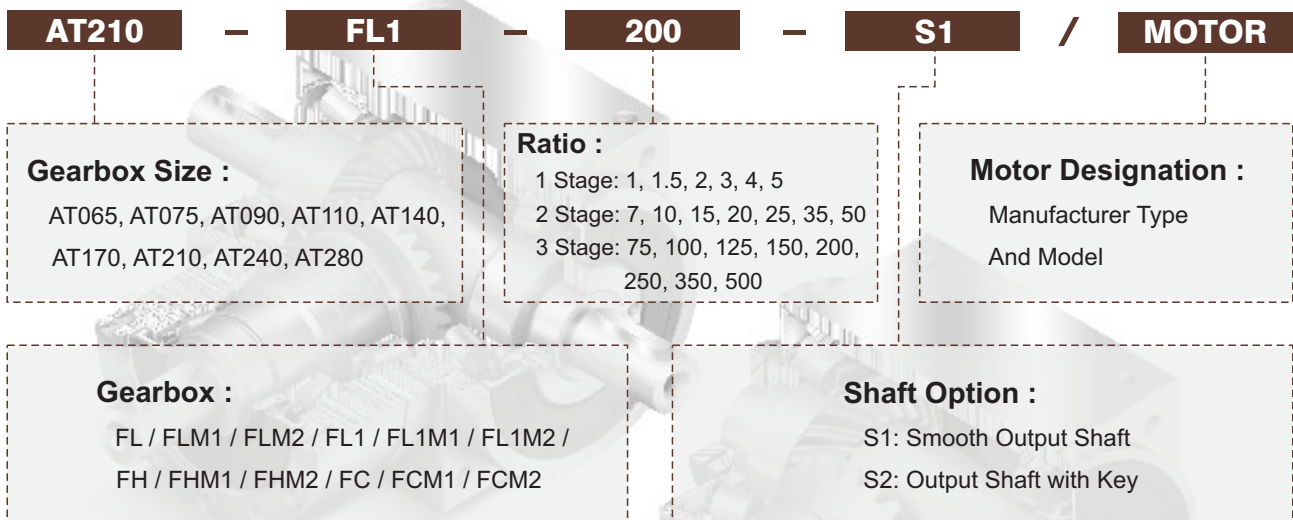 AT210 – FL1 – 200 – S1 / MOTOR
Gearbox Size :
AT065, AT075, AT090, AT110, AT140,
AT170, AT210, AT240, AT280
Ratio :
1 Stage: 1, 1.5, 2, 3, 4, 5
2 Stage: 7, 10, 15, 20, 25, 35, 50
3 Stage: 75, 100, 125, 150, 200,
250, 350, 500
Motor Designation :
Manufacturer Type
And Model
Gearbox :
FL / FLM1 / FLM2 / FL1 / FL1M1 / FL1M2 /
FH / FHM1 / FHM2 / FC / FCM1 / FCM2
Shaft Option :
S1: Smooth Output Shaft
S2: Output Shaft with Key